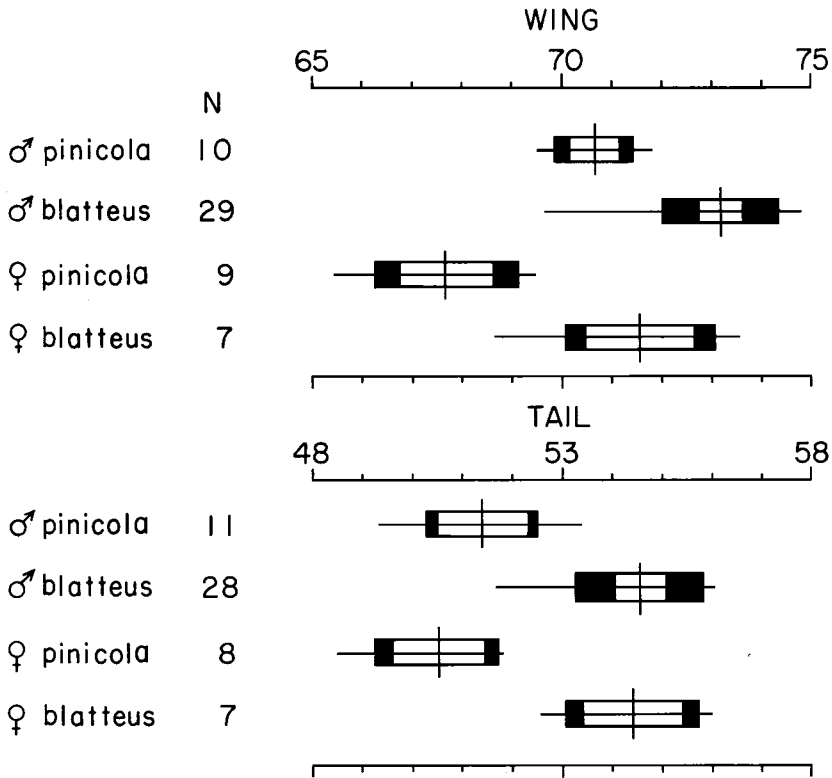 WING
65 70 75
N
♂ pinicola 10
♂ blatteus 29
♀ pinicola 9
♀ blatteus 7
TAIL
48 53 58
♂ pinicola 11
♂ blatteus 28
♀ pinicola 8
♀ blatteus 7